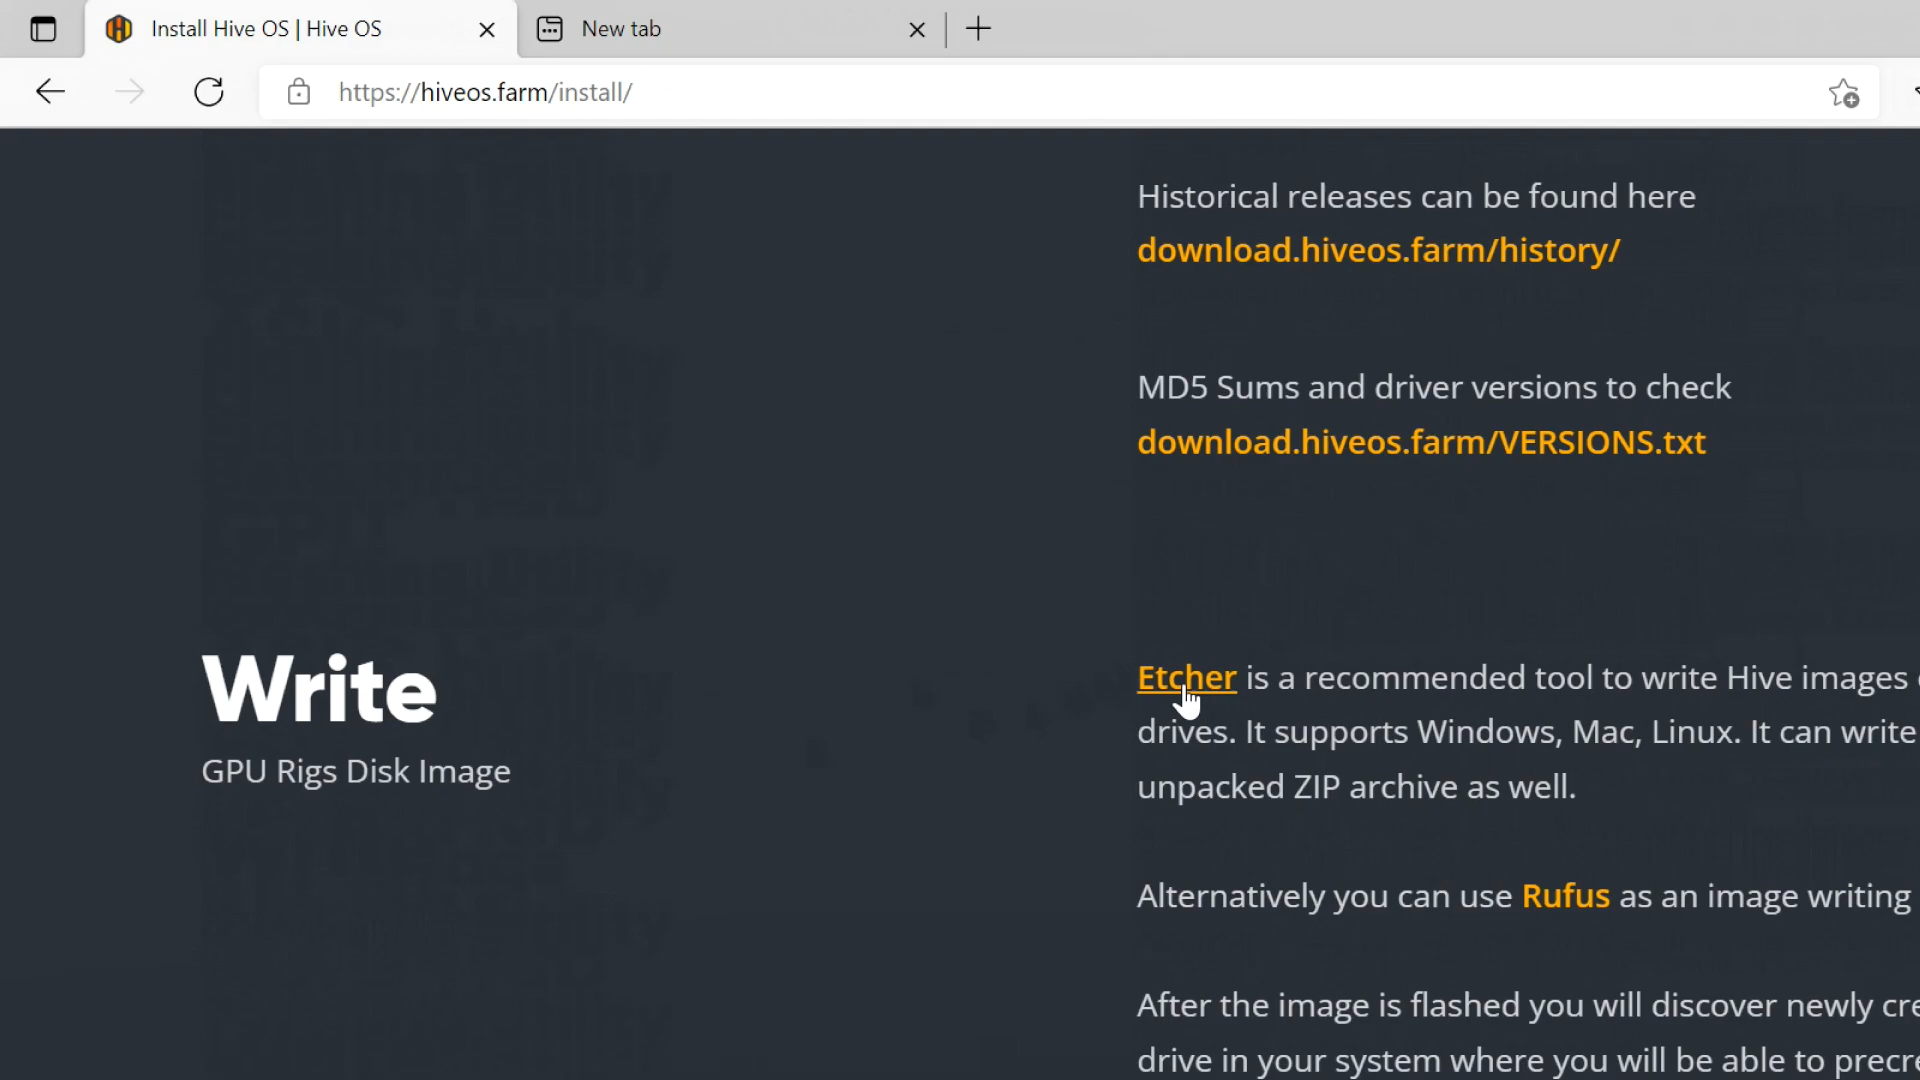 Install Hive OS | Hive OS
New tab
https://hiveos.farm/install/
Historical releases can be found here
download.hiveos.farm/history/
MD5 Sums and driver versions to check
download.hiveos.farm/VERSIONS.txt
Write
GPU Rigs Disk Image
Etcher is a recommended tool to write Hive images
drives. It supports Windows, Mac, Linux. It can write
unpacked ZIP archive as well.
Alternatively you can use Rufus as an image writing
After the image is flashed you will discover newly
drive in your system where you will be able to